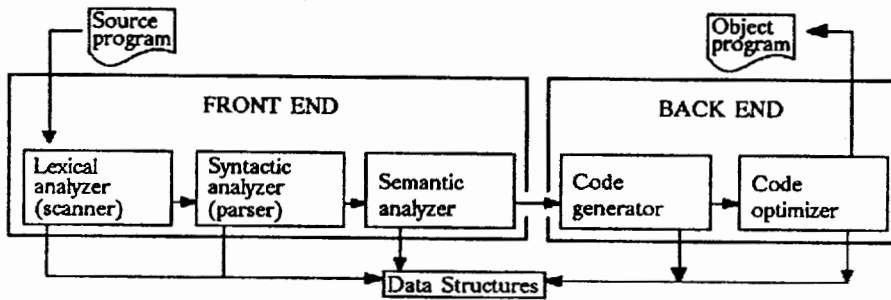 Source
program
Object
program
FRONT END
BACK END
Lexical
analyzer
(scanner)
Syntactic
analyzer
(parser)
Semantic
analyzer
Code
generator
Code
optimizer
Data Structures